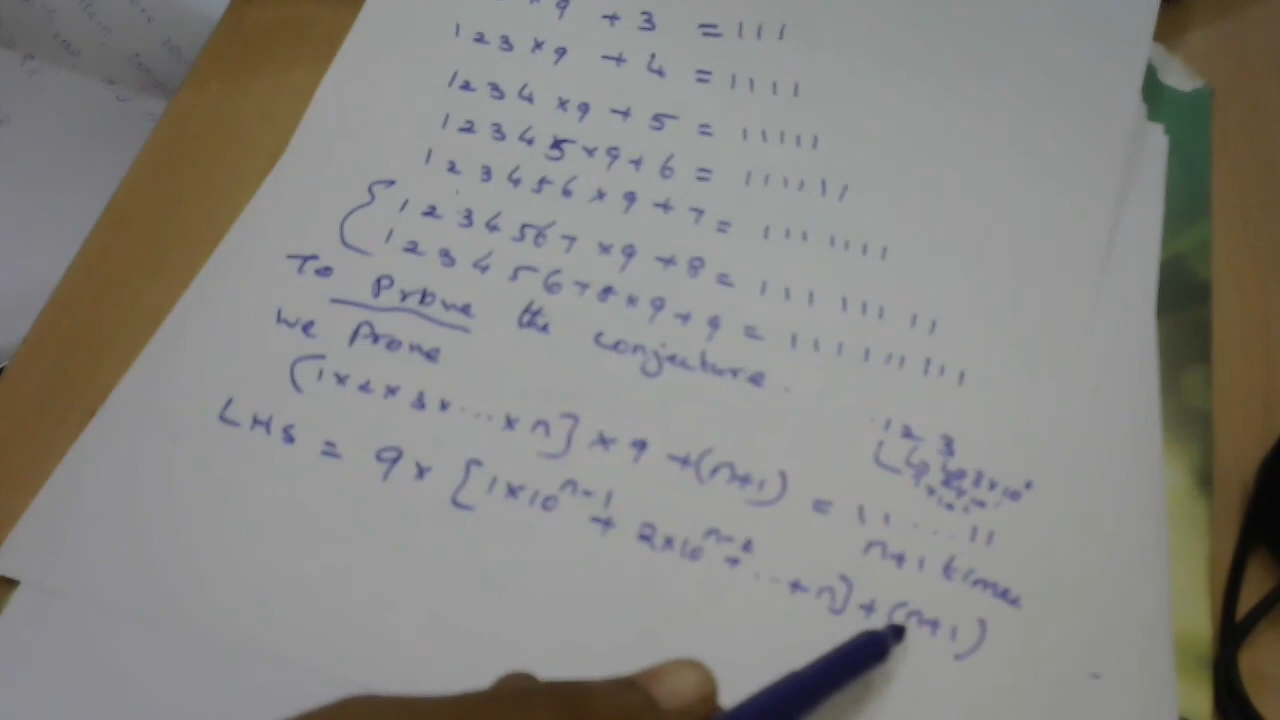 ×9 + 3 = 111
123×9 + 4 = 1111
1234×9 + 5 = 11111
12345×9+6 = 111111
123456×9+7= 1111111
1234567×9+8= 11111111
12345678×9+9 = 111111111
To Prove the conjecture.
We Prove
[1×2×3×...×n] × 9 +(n+1) = 11...11
n+1 times
123
LHS = 9× [1×10^n-1 + 2×10^n-2 +...+n]+(n+1)